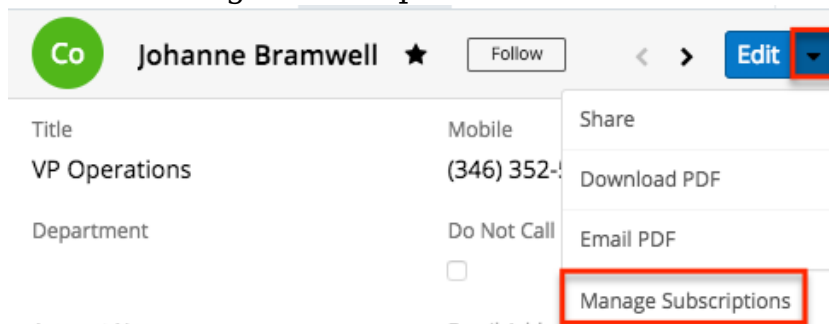 Co Johanne Bramwell ★ Follow < > Edit
Title Mobile Share
VP Operations (346) 352- Download PDF
Department Do Not Call Email PDF
Manage Subscriptions